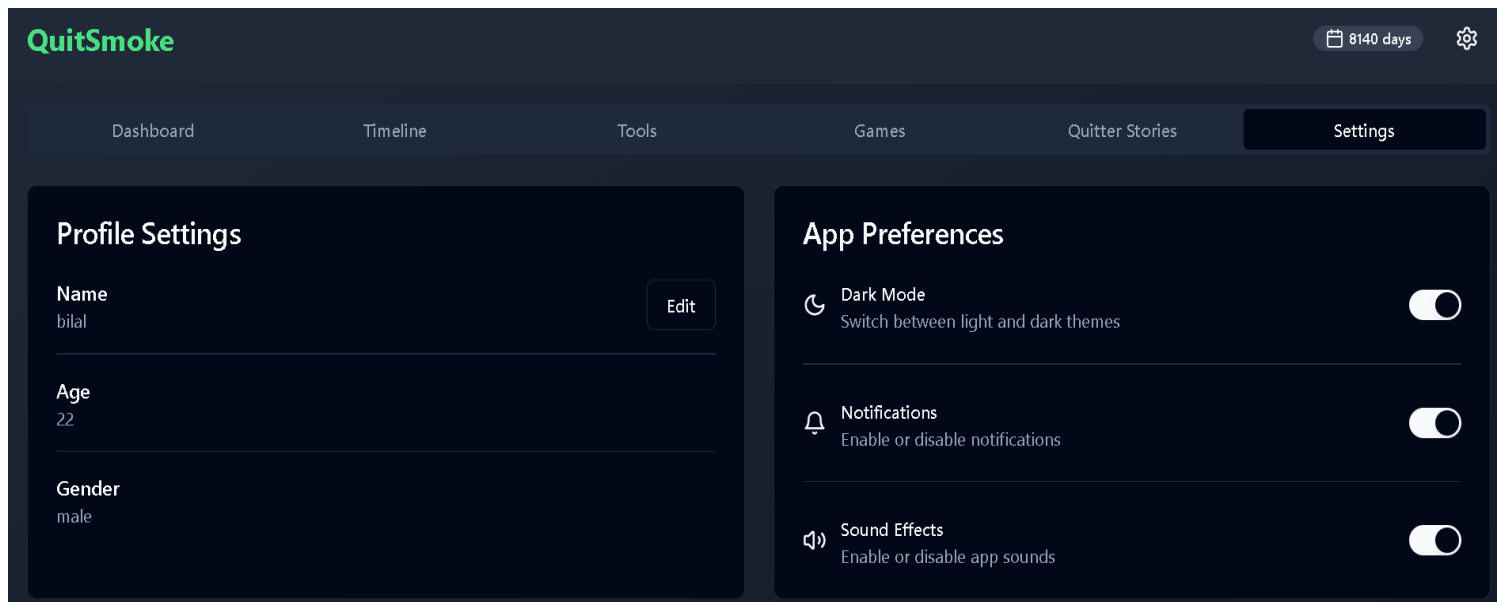 QuitSmoke
8140 days
Dashboard Timeline Tools Games Quitter Stories Settings
Profile Settings
Name
bilal
Edit
Age
22
Gender
male
App Preferences
Dark Mode
Switch between light and dark themes
Notifications
Enable or disable notifications
Sound Effects
Enable or disable app sounds